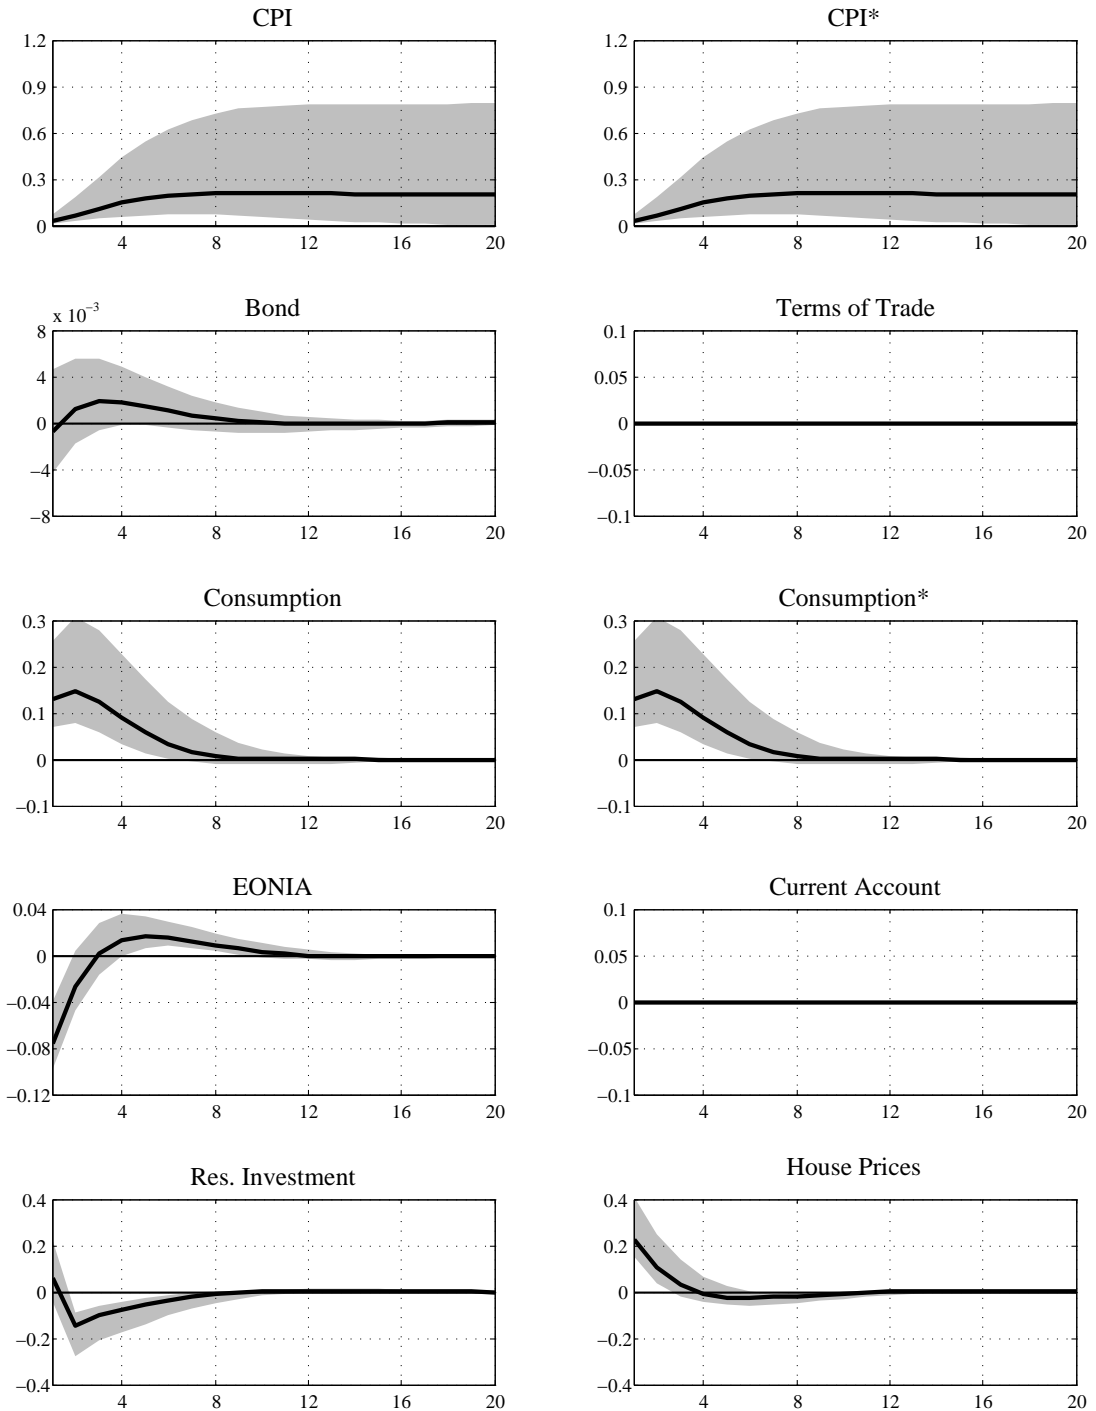 CPI
1.2
0.9
0.6
0.3
0
4 8 12 16 20
CPI*
1.2
0.9
0.6
0.3
0
4 8 12 16 20
Bond
x 10−3
8
4
0
−4
−8
4 8 12 16 20
Terms of Trade
0.1
0.05
0
−0.05
−0.1
4 8 12 16 20
Consumption
0.3
0.2
0.1
0
−0.1
4 8 12 16 20
Consumption*
0.3
0.2
0.1
0
−0.1
4 8 12 16 20
EONIA
0.04
0
−0.04
−0.08
−0.12
4 8 12 16 20
Current Account
0.1
0.05
0
−0.05
−0.1
4 8 12 16 20
Res. Investment
0.4
0.2
0
−0.2
−0.4
4 8 12 16 20
House Prices
0.4
0.2
0
−0.2
−0.4
4 8 12 16 20